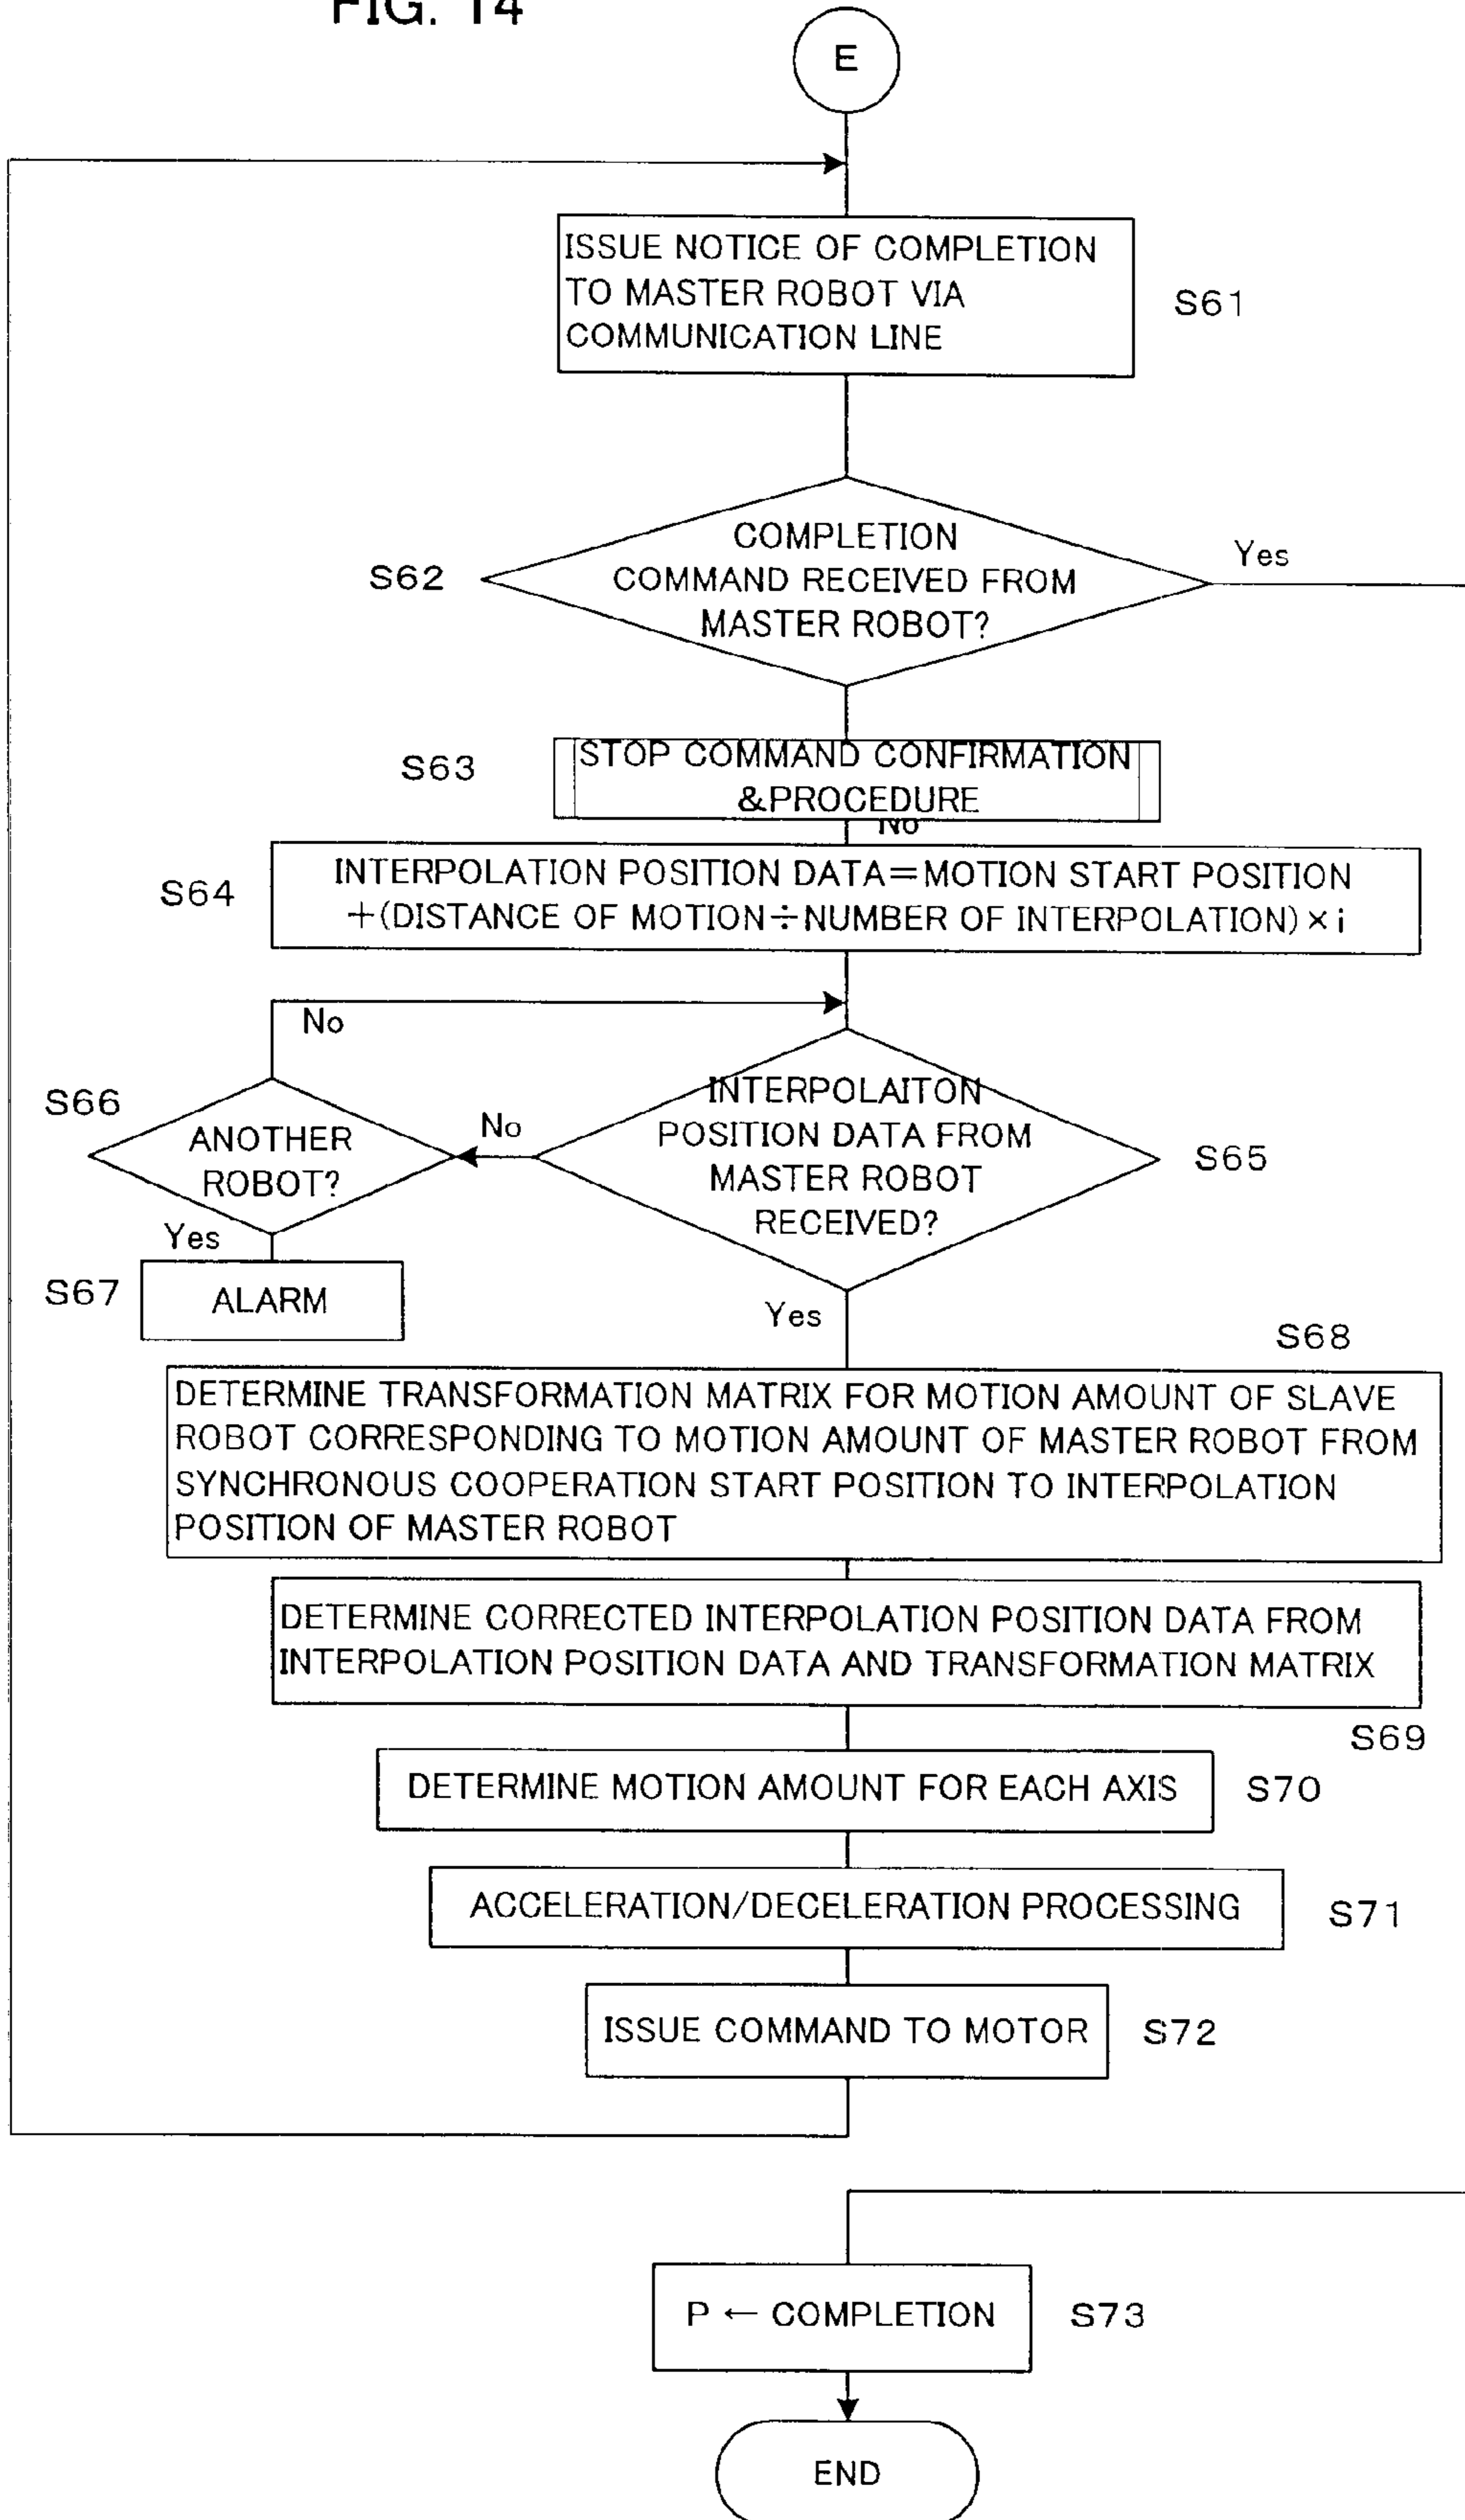 FIG. 14
E
ISSUE NOTICE OF COMPLETION
TO MASTER ROBOT VIA
COMMUNICATION LINE
S61
COMPLETION
COMMAND RECEIVED FROM
MASTER ROBOT?
S62
Yes
S63
STOP COMMAND CONFIRMATION
&PROCEDURE
No
S64
INTERPOLATION POSITION DATA=MOTION START POSITION
+(DISTANCE OF MOTION÷NUMBER OF INTERPOLATION)×i
No
S66
ANOTHER
ROBOT?
No
INTERPOLAITON
POSITION DATA FROM
MASTER ROBOT
RECEIVED?
S65
Yes
S67
ALARM
Yes
S68
DETERMINE TRANSFORMATION MATRIX FOR MOTION AMOUNT OF SLAVE
ROBOT CORRESPONDING TO MOTION AMOUNT OF MASTER ROBOT FROM
SYNCHRONOUS COOPERATION START POSITION TO INTERPOLATION
POSITION OF MASTER ROBOT
DETERMINE CORRECTED INTERPOLATION POSITION DATA FROM
INTERPOLATION POSITION DATA AND TRANSFORMATION MATRIX
S69
DETERMINE MOTION AMOUNT FOR EACH AXIS
S70
ACCELERATION/DECELERATION PROCESSING
S71
ISSUE COMMAND TO MOTOR
S72
P ← COMPLETION
S73
END